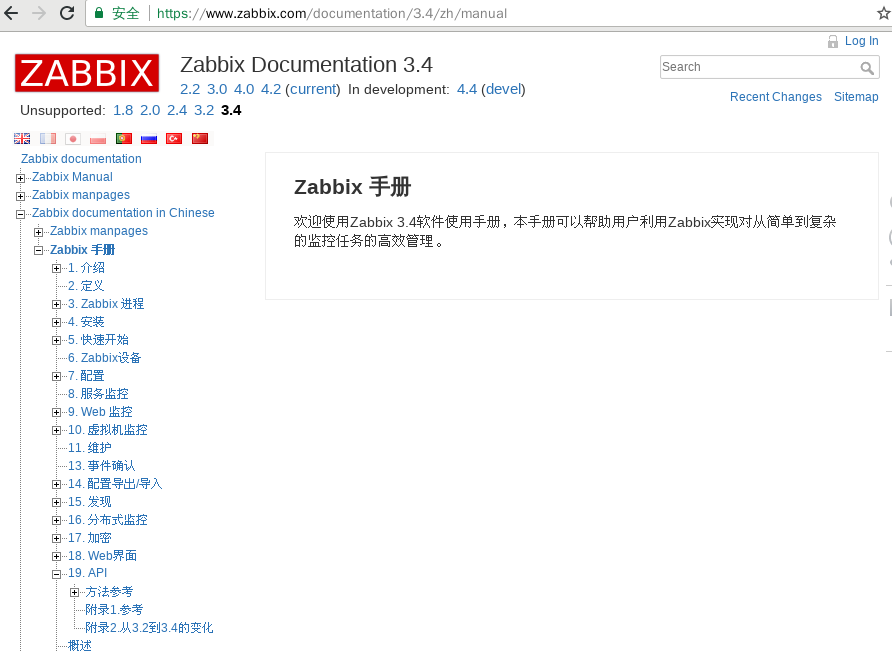 安全 https://www.zabbix.com/documentation/3.4/zh/manual
Log In
ZABBIX
Zabbix Documentation 3.4
2.2 3.0 4.0 4.2 (current) In development: 4.4 (devel)
Unsupported: 1.8 2.0 2.4 3.2 3.4
Search
Recent Changes Sitemap
Zabbix documentation
Zabbix Manual
Zabbix manpages
Zabbix documentation in Chinese
Zabbix manpages
Zabbix 手册
1. 介绍
2. 定义
3. Zabbix 进程
4. 安装
5. 快速开始
6. Zabbix设备
7. 配置
8. 服务监控
9. Web 监控
10. 虚拟机监控
11. 维护
13. 事件确认
14. 配置导出/导入
15. 发现
16. 分布式监控
17. 加密
18. Web界面
19. API
方法参考
附录1.参考
附录2.从3.2到3.4的变化
概述
Zabbix 手册
欢迎使用Zabbix 3.4软件使用手册，本手册可以帮助用户利用Zabbix实现对从简单到复杂
的监控任务的高效管理。